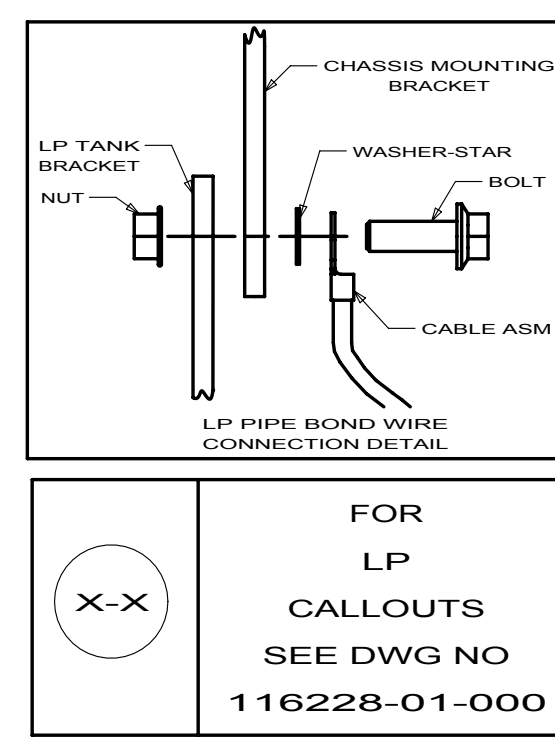 CHASSIS MOUNTING
BRACKET
LP TANK
BRACKET
WASHER-STAR
NUT
BOLT
CABLE ASM
LP PIPE BOND WIRE
CONNECTION DETAIL
X-X
FOR
LP
CALLOUTS
SEE DWG NO
116228-01-000